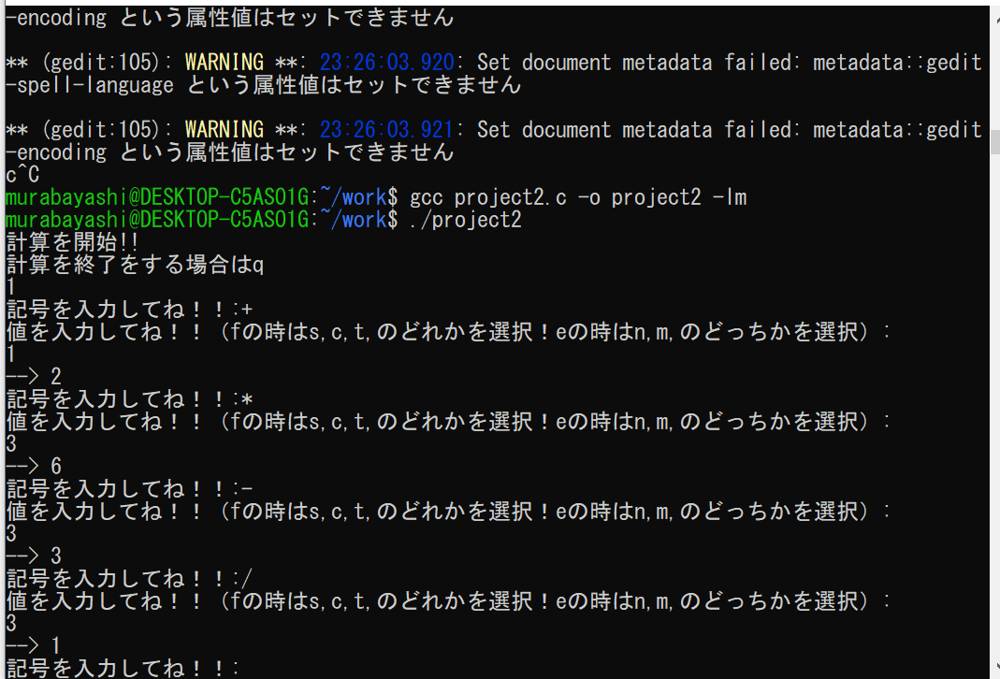 -encoding という属性値はセットできません
** (gedit:105): WARNING **: 23:26:03.920: Set document metadata failed: metadata::gedit
-spell-language という属性値はセットできません
** (gedit:105): WARNING **: 23:26:03.921: Set document metadata failed: metadata::gedit
-encoding という属性値はセットできません
c^C
murabayashi@DESKTOP-C5ASO1G:~/work$ gcc project2.c -o project2 -lm
murabayashi@DESKTOP-C5ASO1G:~/work$ ./project2
計算を開始!!
計算を終了をする場合はq
1
記号を入力してね！！:+
値を入力してね！！（fの時はs,c,t,のどれかを選択！eの時はn,m,のどっちかを選択）:
1
--> 2
記号を入力してね！！:*
値を入力してね！！（fの時はs,c,t,のどれかを選択！eの時はn,m,のどっちかを選択）:
3
--> 6
記号を入力してね！！:-
値を入力してね！！（fの時はs,c,t,のどれかを選択！eの時はn,m,のどっちかを選択）:
3
--> 3
記号を入力してね！！:/
値を入力してね！！（fの時はs,c,t,のどれかを選択！eの時はn,m,のどっちかを選択）:
3
--> 1
記号を入力してね！！: